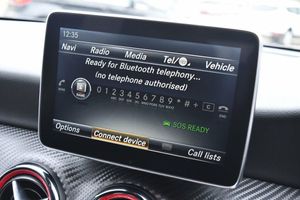 12:35
Navi Radio Media Tel/ Vehicle
Ready for Bluetooth telephony...
(no telephone authorised)
0 1 2 3 4 5 6 7 8 9 * # + C
SOS READY
Options Connect device Call lists